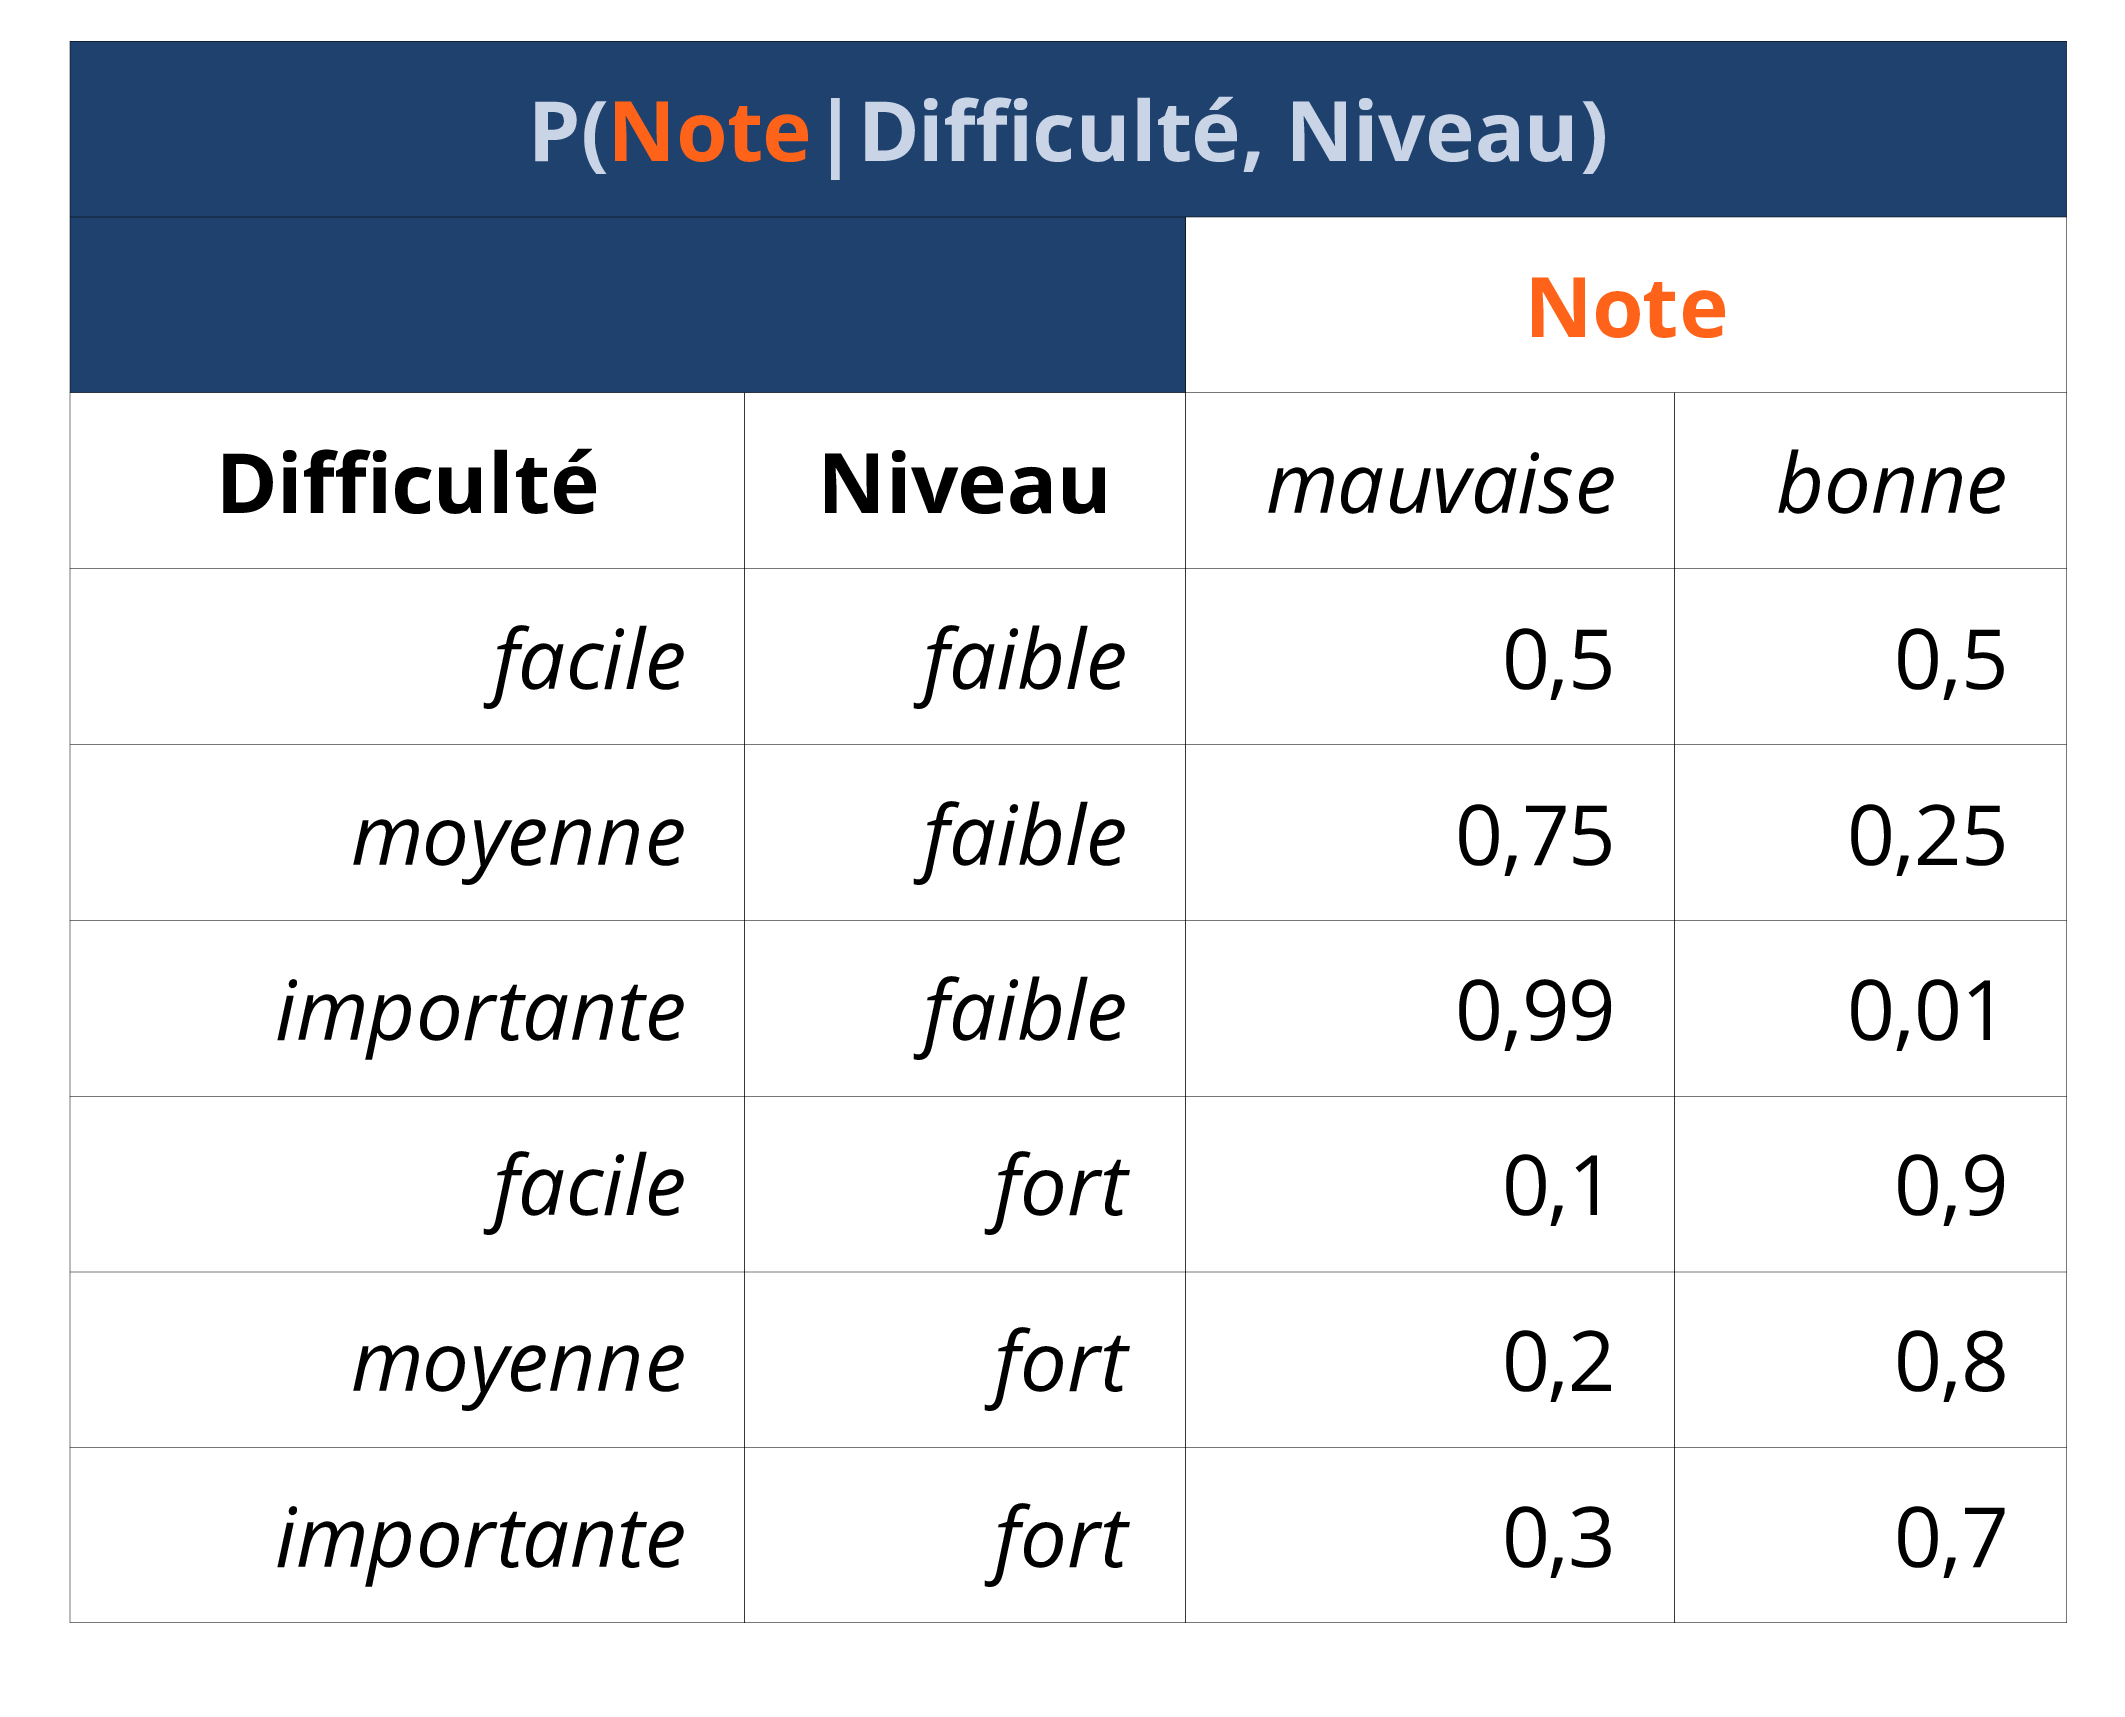 P(Note|Difficulté, Niveau)
Note
Difficulté Niveau mauvaise bonne
facile faible 0,5 0,5
moyenne faible 0,75 0,25
importante faible 0,99 0,01
facile fort 0,1 0,9
moyenne fort 0,2 0,8
importante fort 0,3 0,7